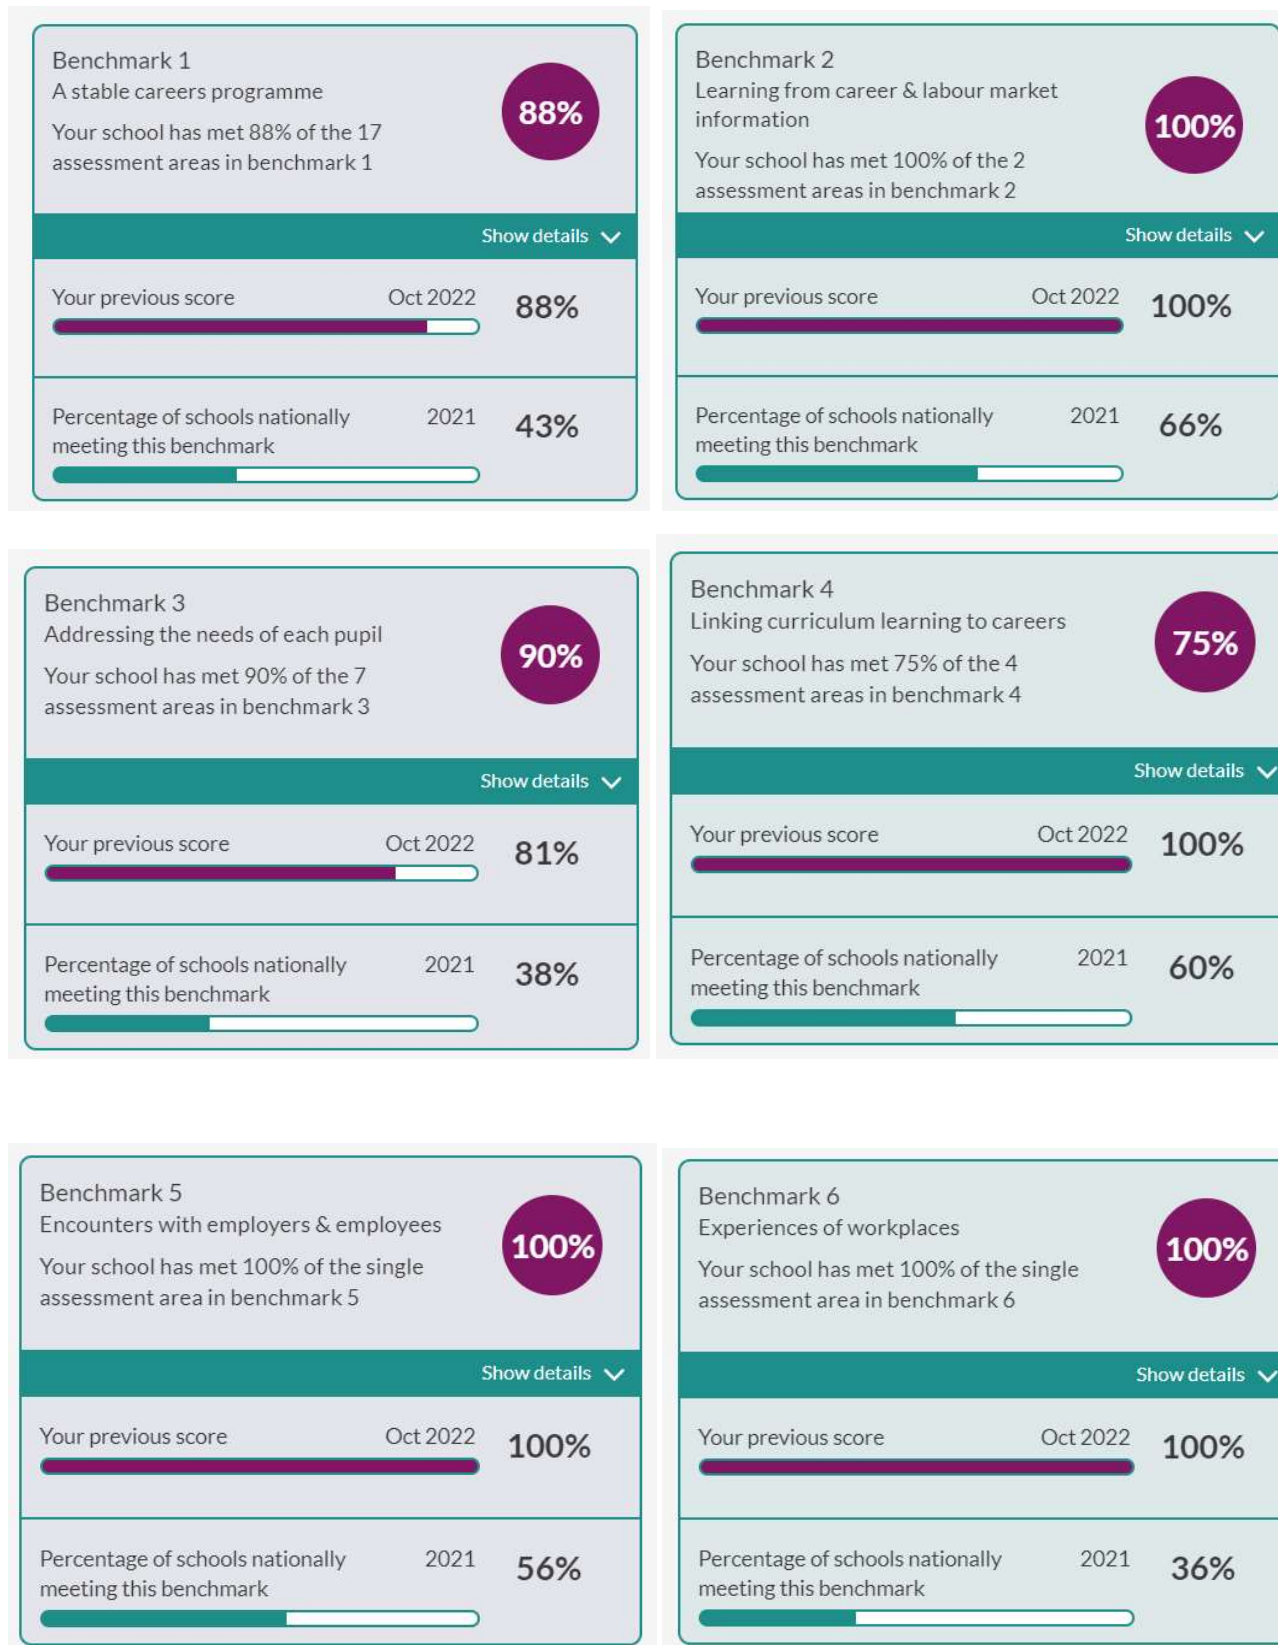 Benchmark 1
A stable careers programme
Your school has met 88% of the 17
assessment areas in benchmark 1
88%
Show details
Your previous score Oct 2022 88%
Percentage of schools nationally 2021 43%
meeting this benchmark
Benchmark 2
Learning from career & labour market
information
Your school has met 100% of the 2
assessment areas in benchmark 2
100%
Show details
Your previous score Oct 2022 100%
Percentage of schools nationally 2021 66%
meeting this benchmark
Benchmark 3
Addressing the needs of each pupil
Your school has met 90% of the 7
assessment areas in benchmark 3
90%
Show details
Your previous score Oct 2022 81%
Percentage of schools nationally 2021 38%
meeting this benchmark
Benchmark 4
Linking curriculum learning to careers
Your school has met 75% of the 4
assessment areas in benchmark 4
75%
Show details
Your previous score Oct 2022 100%
Percentage of schools nationally 2021 60%
meeting this benchmark
Benchmark 5
Encounters with employers & employees
Your school has met 100% of the single
assessment area in benchmark 5
100%
Show details
Your previous score Oct 2022 100%
Percentage of schools nationally 2021 56%
meeting this benchmark
Benchmark 6
Experiences of workplaces
Your school has met 100% of the single
assessment area in benchmark 6
100%
Show details
Your previous score Oct 2022 100%
Percentage of schools nationally 2021 36%
meeting this benchmark